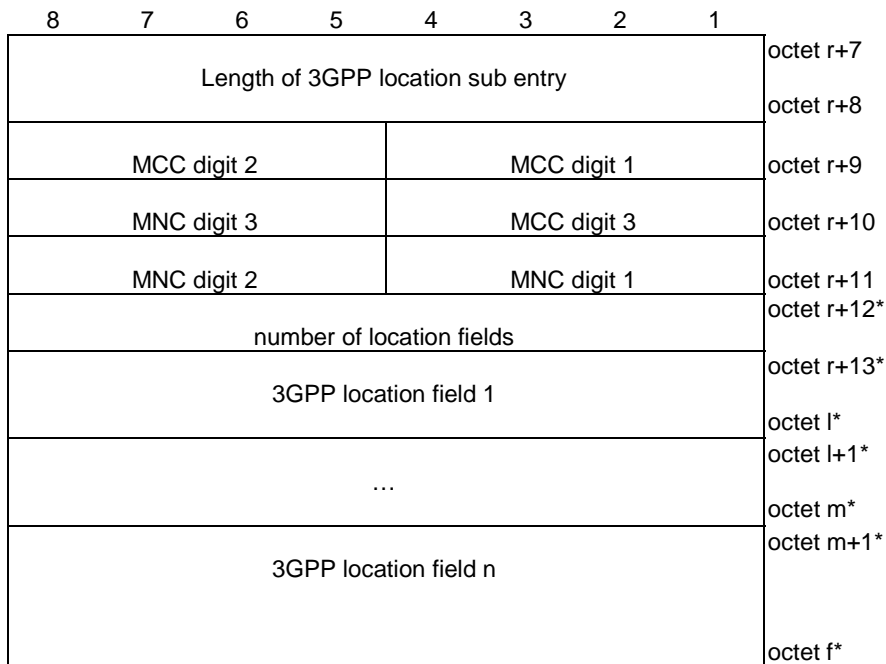 8 7 6 5 4 3 2 1
octet r+7
Length of 3GPP location sub entry
octet r+8
MCC digit 2 MCC digit 1 octet r+9
MNC digit 3 MCC digit 3 octet r+10
MNC digit 2 MNC digit 1 octet r+11
octet r+12*
number of location fields
octet r+13*
3GPP location field 1
octet l*
octet l+1*
…
octet m*
octet m+1*
3GPP location field n
octet f*